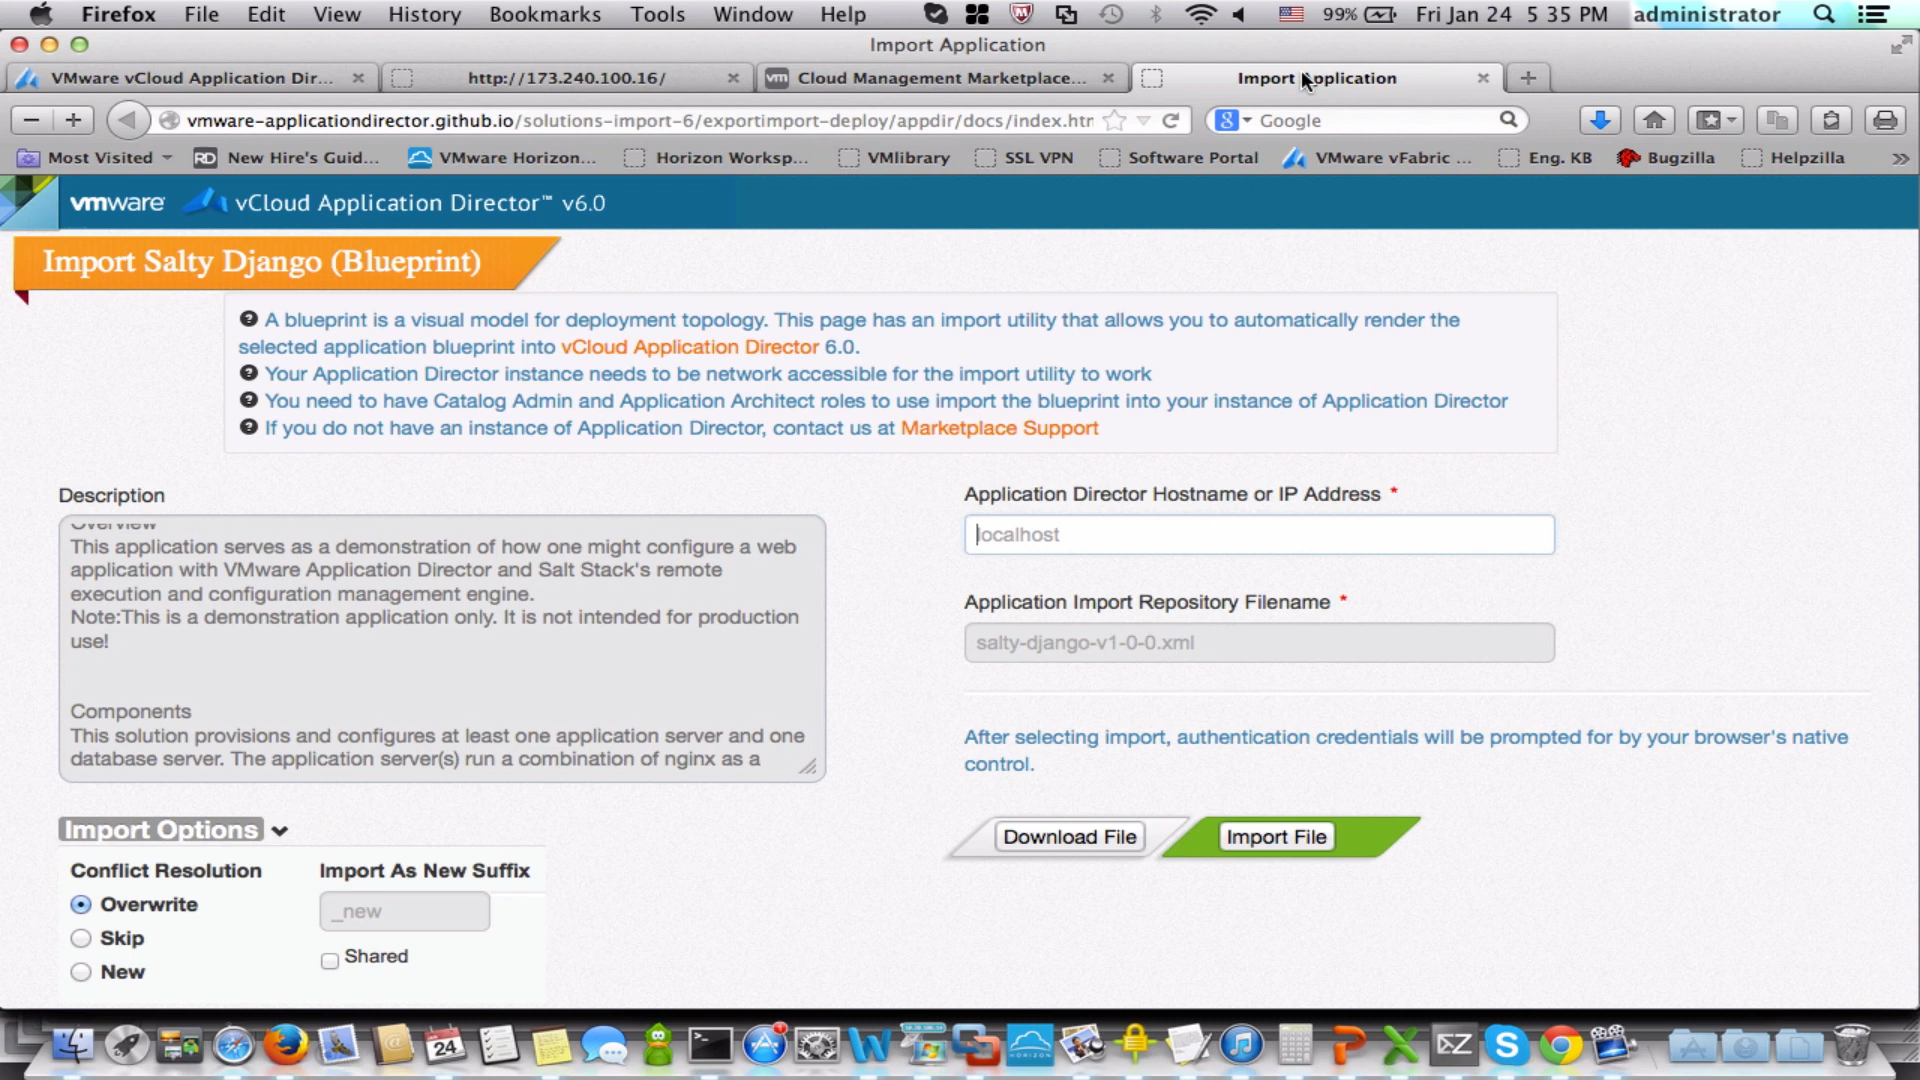 Firefox File Edit View History Bookmarks Tools Window Help 99% Fri Jan 24 5 35 PM administrator
Import Application
VMware vCloud Application Dir... http://173.240.100.16/ vm Cloud Management Marketplace... Import Application
vmware-applicationdirector.github.io/solutions-import-6/exportimport-deploy/appdir/docs/index.htm Google
Most Visited RD New Hire's Guid... VMware Horizon... Horizon Worksp... VMlibrary SSL VPN Software Portal VMware vFabric ... Eng. KB Bugzilla Helpzilla
vmware vCloud Application Director™ v6.0
Import Salty Django (Blueprint)
A blueprint is a visual model for deployment topology. This page has an import utility that allows you to automatically render the
selected application blueprint into vCloud Application Director 6.0.
Your Application Director instance needs to be network accessible for the import utility to work
You need to have Catalog Admin and Application Architect roles to use import the blueprint into your instance of Application Director
If you do not have an instance of Application Director, contact us at Marketplace Support
Description
Overview
This application serves as a demonstration of how one might configure a web
application with VMware Application Director and Salt Stack's remote
execution and configuration management engine.
Note:This is a demonstration application only. It is not intended for production
use!
Components
This solution provisions and configures at least one application server and one
database server. The application server(s) run a combination of nginx as a
Application Director Hostname or IP Address *
localhost
Application Import Repository Filename *
salty-django-v1-0-0.xml
After selecting import, authentication credentials will be prompted for by your browser's native
control.
Download File Import File
Import Options
Conflict Resolution Import As New Suffix
Overwrite _new
Skip Shared
New
24
HORIZON